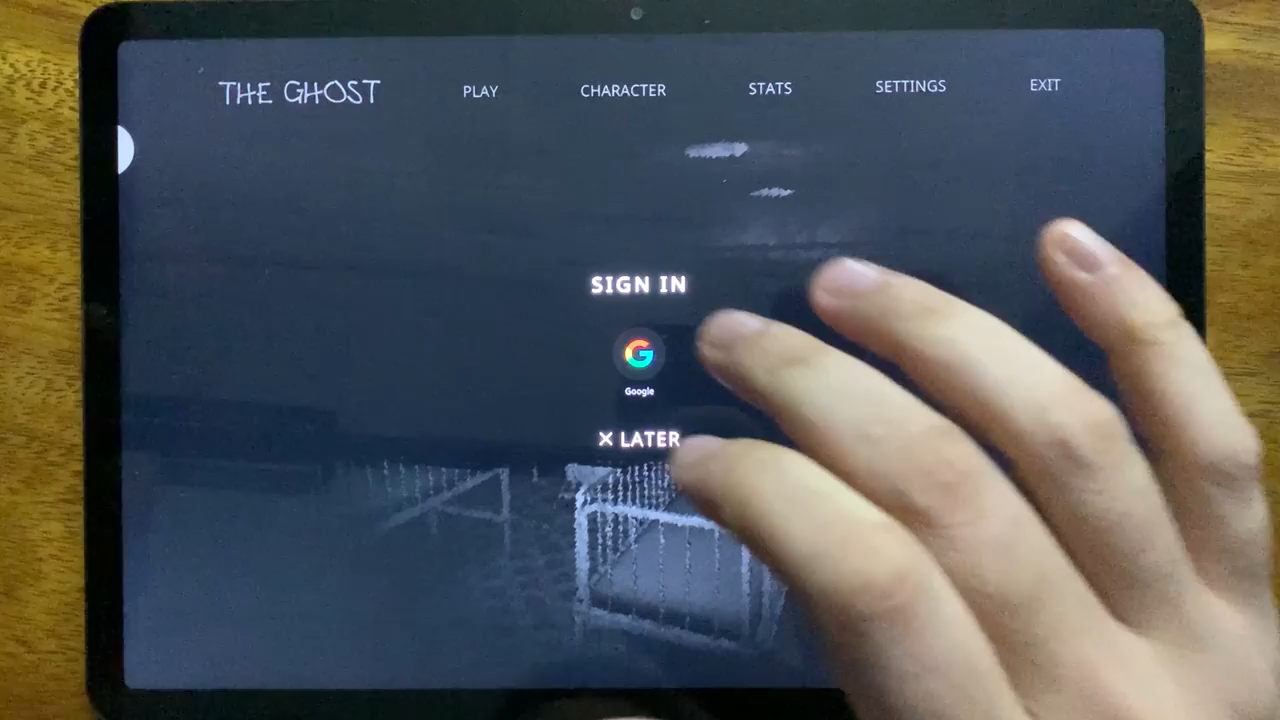 THE GHOST
PLAY
CHARACTER
STATS
SETTINGS
EXIT
SIGN IN
Google
× LATER